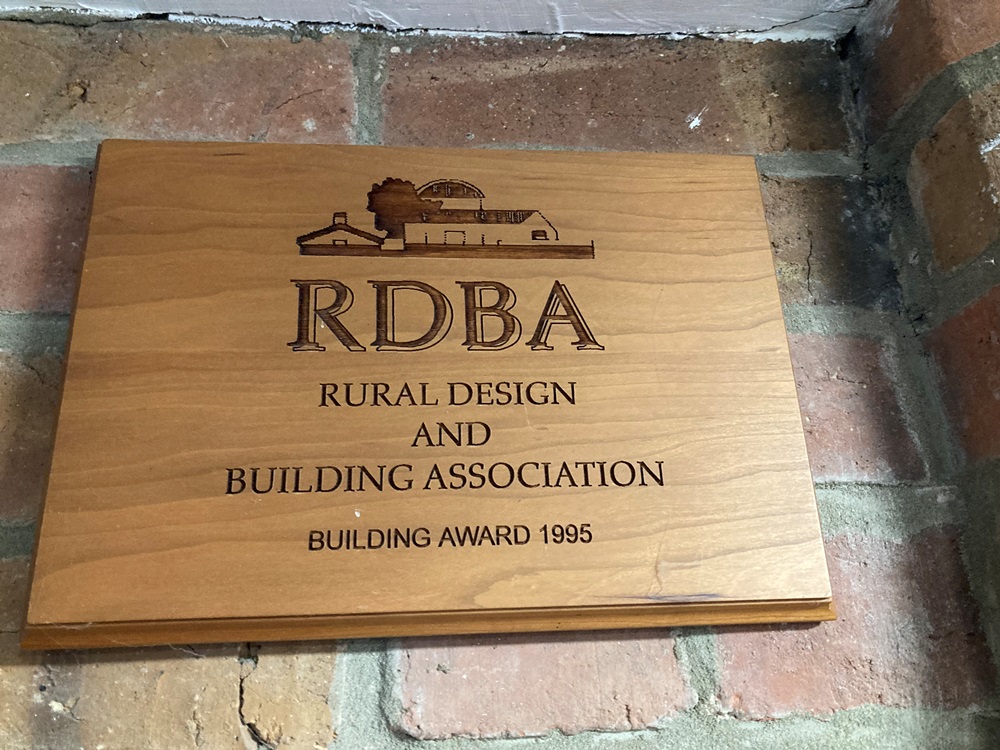 RDBA
RURAL DESIGN
AND
BUILDING ASSOCIATION
BUILDING AWARD 1995